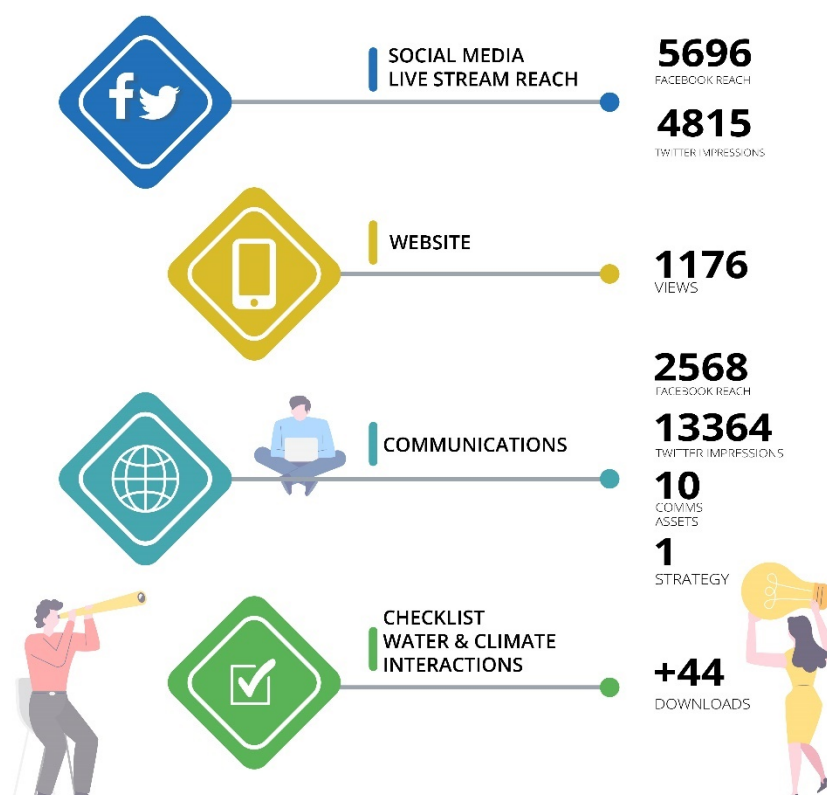 SOCIAL MEDIA
LIVE STREAM REACH
5696
FACEBOOK REACH
4815
TWITTER IMPRESSIONS
WEBSITE
1176
VIEWS
COMMUNICATIONS
2568
FACEBOOK REACH
13364
TWITTER IMPRESSIONS
10
COMMS
ASSETS
1
STRATEGY
CHECKLIST
WATER & CLIMATE
INTERACTIONS
+44
DOWNLOADS